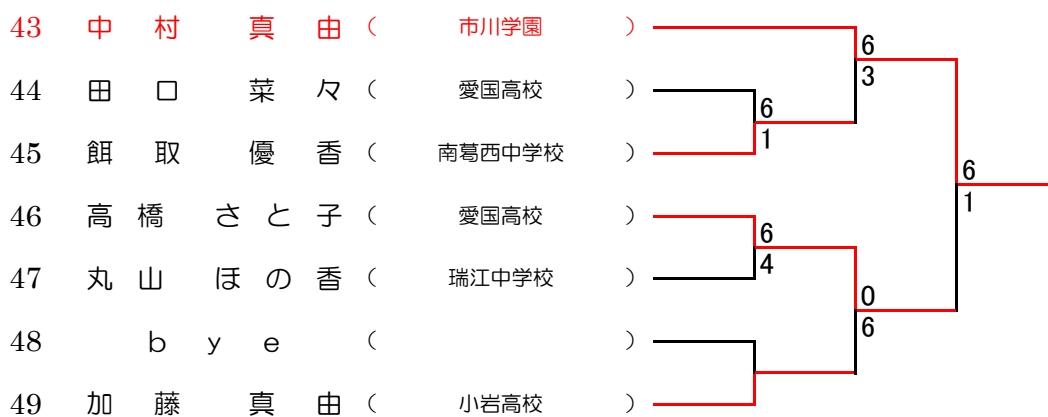 43 中村 真由 ( 市川学園 )
6
3
44 田口 菜々 ( 愛国高校 )
6
1
45 餌取 優香 ( 南葛西中学校 )
6
1
46 高橋 さと子 ( 愛国高校 )
6
4
47 丸山 ほの香 ( 瑞江中学校 )
0
6
48 bye ( )
49 加藤 真由 ( 小岩高校 )